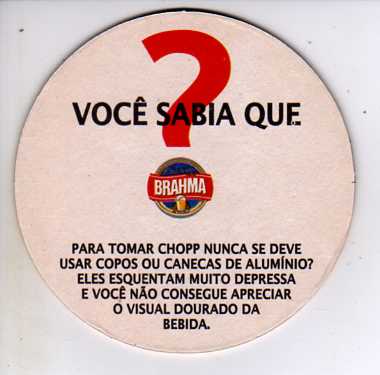 ?
VOCÊ SABIA QUE
BRAHMA
PARA TOMAR CHOPP NUNCA SE DEVE
USAR COPOS OU CANECAS DE ALUMÍNIO?
ELES ESQUENTAM MUITO DEPRESSA
E VOCÊ NÃO CONSEGUE APRECIAR
O VISUAL DOURADO DA
BEBIDA.